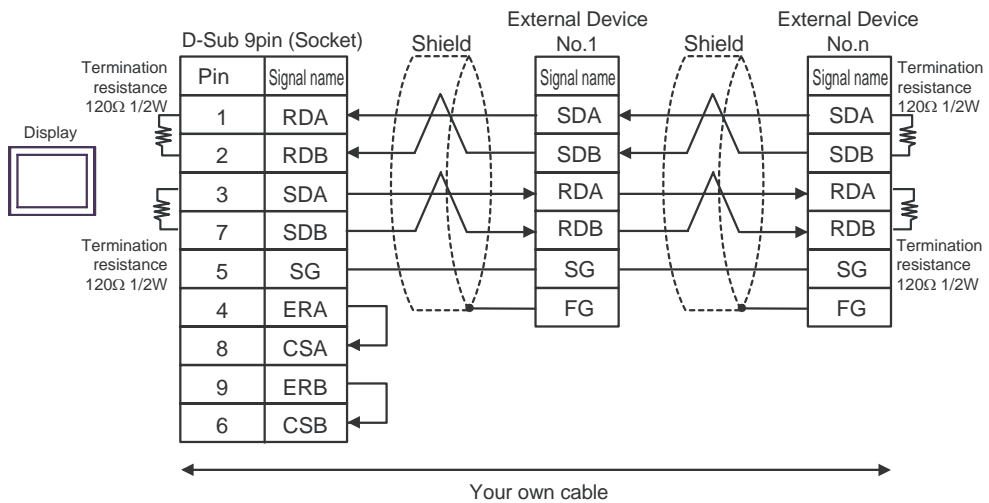 External Device
No.1
External Device
No.n
D-Sub 9pin (Socket)
Shield
Shield
Termination
resistance
120Ω 1/2W
Pin Signal name
Signal name
Signal name
Termination
resistance
120Ω 1/2W
Display
1 RDA SDA SDA
2 RDB SDB SDB
3 SDA RDA RDA
7 SDB RDB RDB
Termination
resistance
120Ω 1/2W
5 SG SG SG
Termination
resistance
120Ω 1/2W
4 ERA FG FG
8 CSA
9 ERB
6 CSB
Your own cable